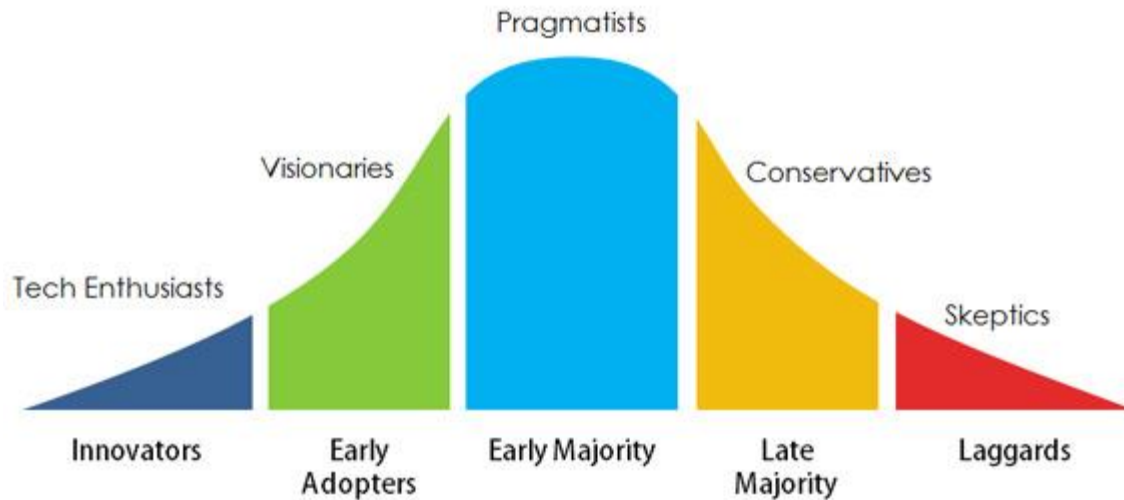 Pragmatists
Visionaries
Conservatives
Tech Enthusiasts
Skeptics
Innovators
Early
Adopters
Early Majority
Late
Majority
Laggards